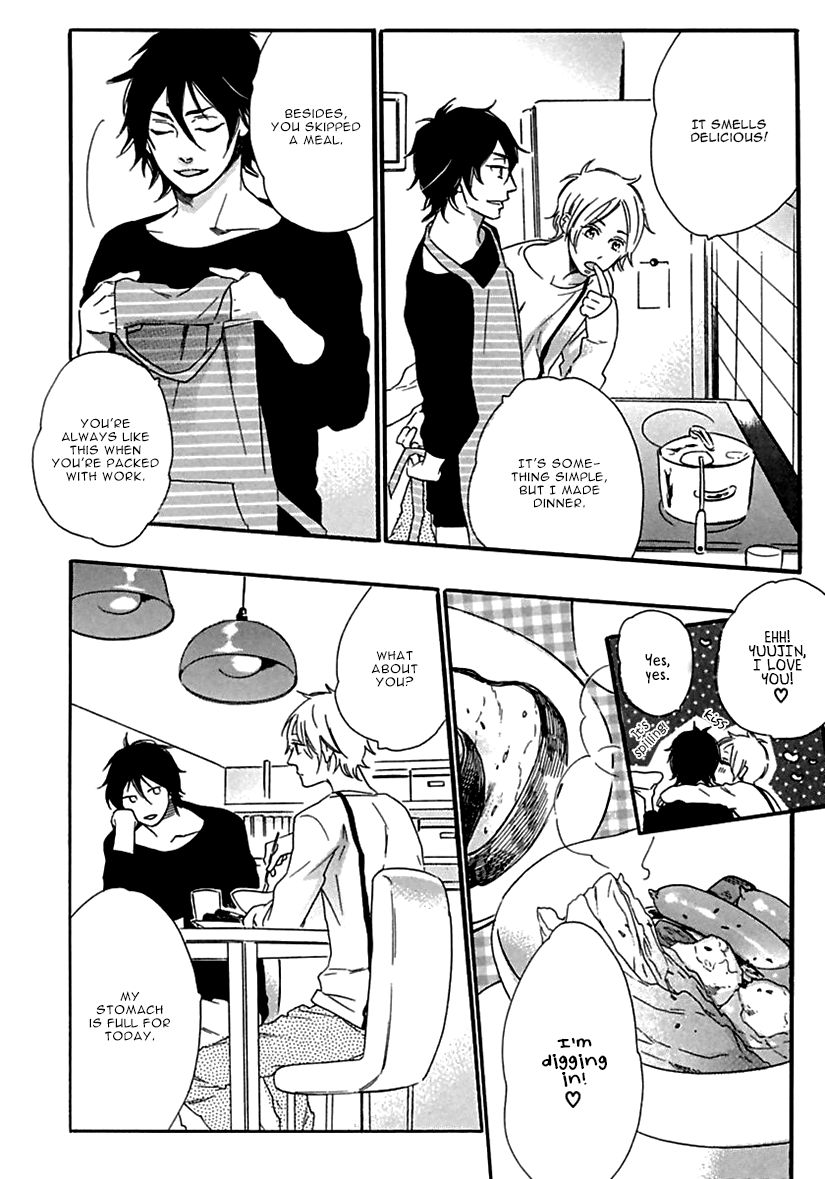 IT SMELLS
DELICIOUS!
IT'S SOME-
THING SIMPLE,
BUT I MADE
DINNER.
BESIDES,
YOU SKIPPED
A MEAL.
YOU'RE
ALWAYS LIKE
THIS WHEN
YOU'RE PACKED
WITH WORK.
EHH!
YUUJIN,
I LOVE
YOU!
♡
Yes,
yes.
kiss
It's
spilling.
I'm
digging
in!
♡
WHAT
ABOUT
YOU?
MY
STOMACH
IS FULL FOR
TODAY.